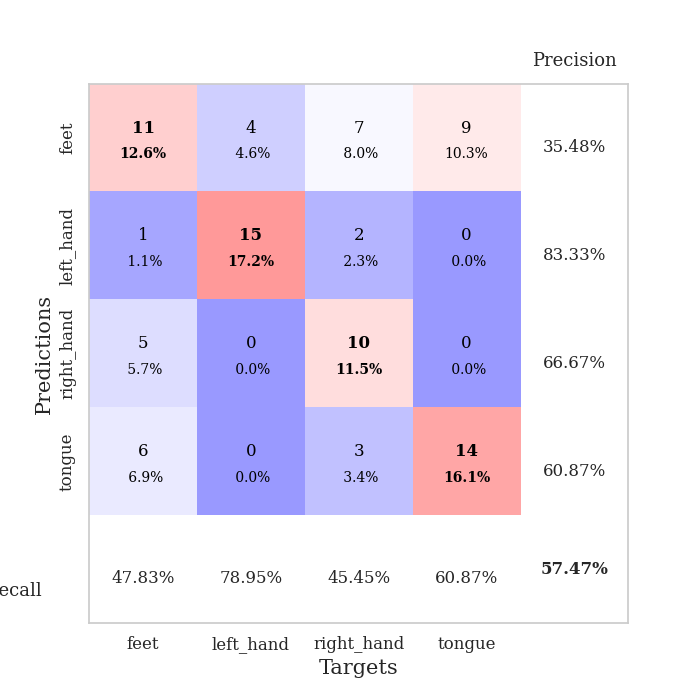 Precision
feet
11 4 7 9
12.6% 4.6% 8.0% 10.3%
35.48%
left_hand
1 15 2 0
1.1% 17.2% 2.3% 0.0%
83.33%
Predictions
right_hand
5 0 10 0
5.7% 0.0% 11.5% 0.0%
66.67%
tongue
6 0 3 14
6.9% 0.0% 3.4% 16.1%
60.87%
ecall
47.83% 78.95% 45.45% 60.87% 57.47%
feet left_hand right_hand tongue
Targets